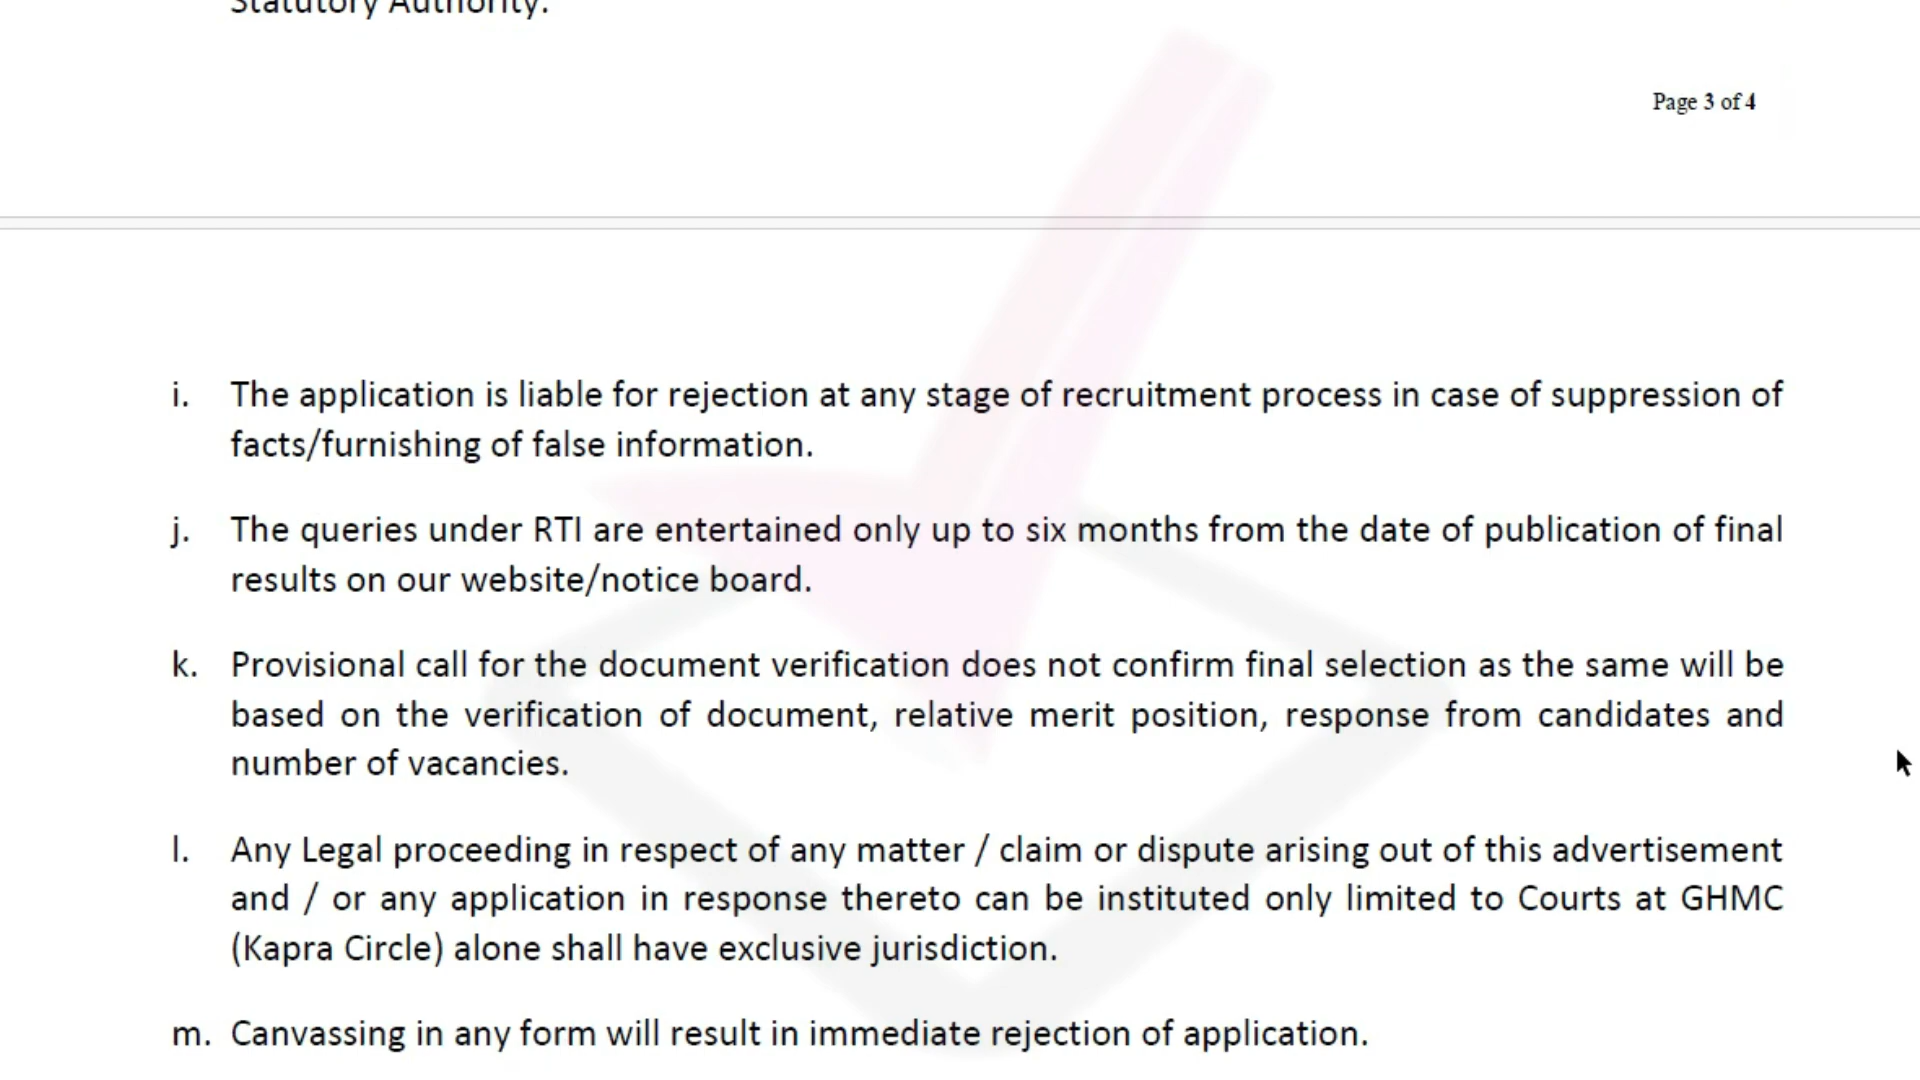 Statutory Authority.
Page 3 of 4
i. The application is liable for rejection at any stage of recruitment process in case of suppression of
facts/furnishing of false information.
j. The queries under RTI are entertained only up to six months from the date of publication of final
results on our website/notice board.
k. Provisional call for the document verification does not confirm final selection as the same will be
based on the verification of document, relative merit position, response from candidates and
number of vacancies.
l. Any Legal proceeding in respect of any matter / claim or dispute arising out of this advertisement
and / or any application in response thereto can be instituted only limited to Courts at GHMC
(Kapra Circle) alone shall have exclusive jurisdiction.
m. Canvassing in any form will result in immediate rejection of application.